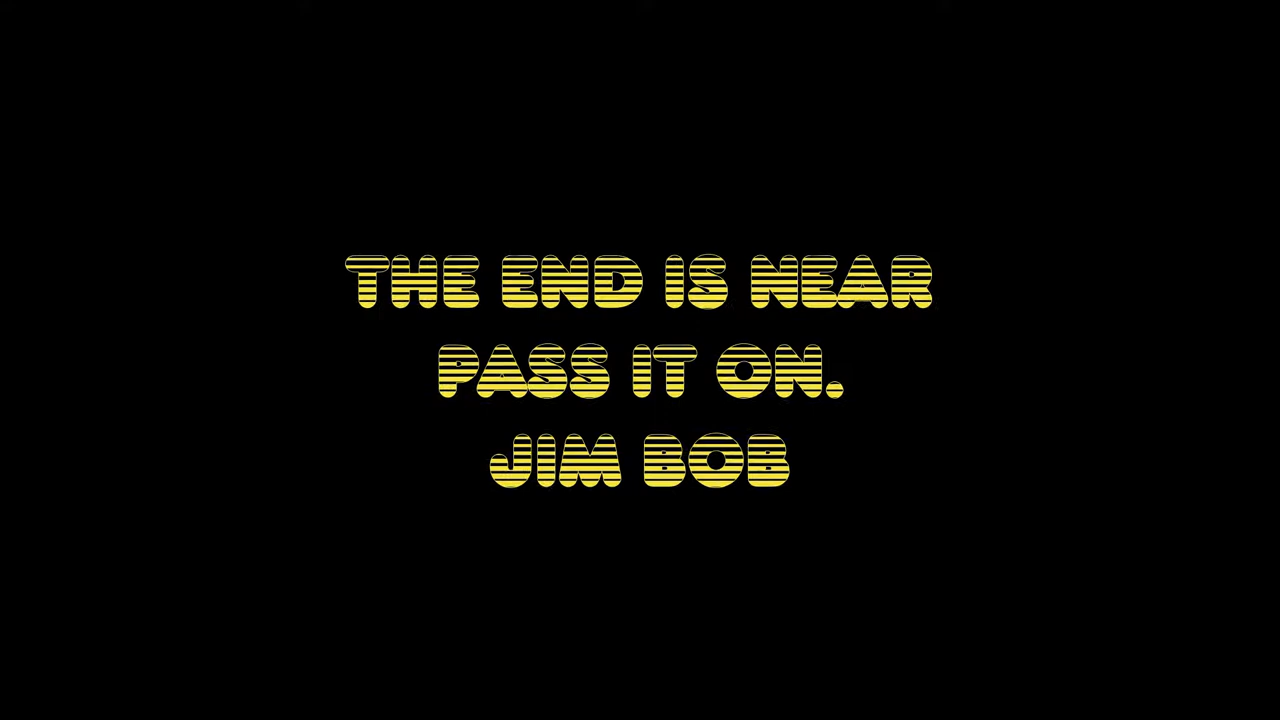 THE END IS NEAR
PASS IT ON.
JIM BOB